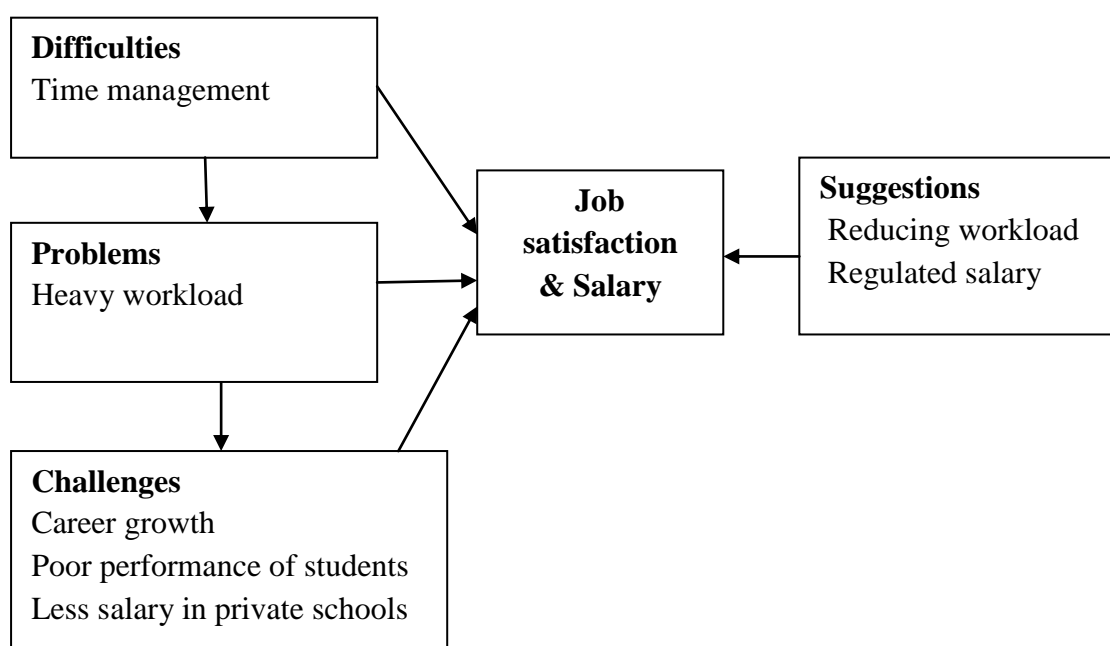 Difficulties
Time management
Problems
Heavy workload
Challenges
Career growth
Poor performance of students
Less salary in private schools
Job
satisfaction
& Salary
Suggestions
Reducing workload
Regulated salary